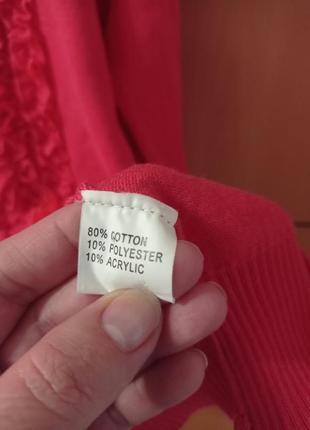 80% COTTON
10% POLYESTER
10% ACRYLIC